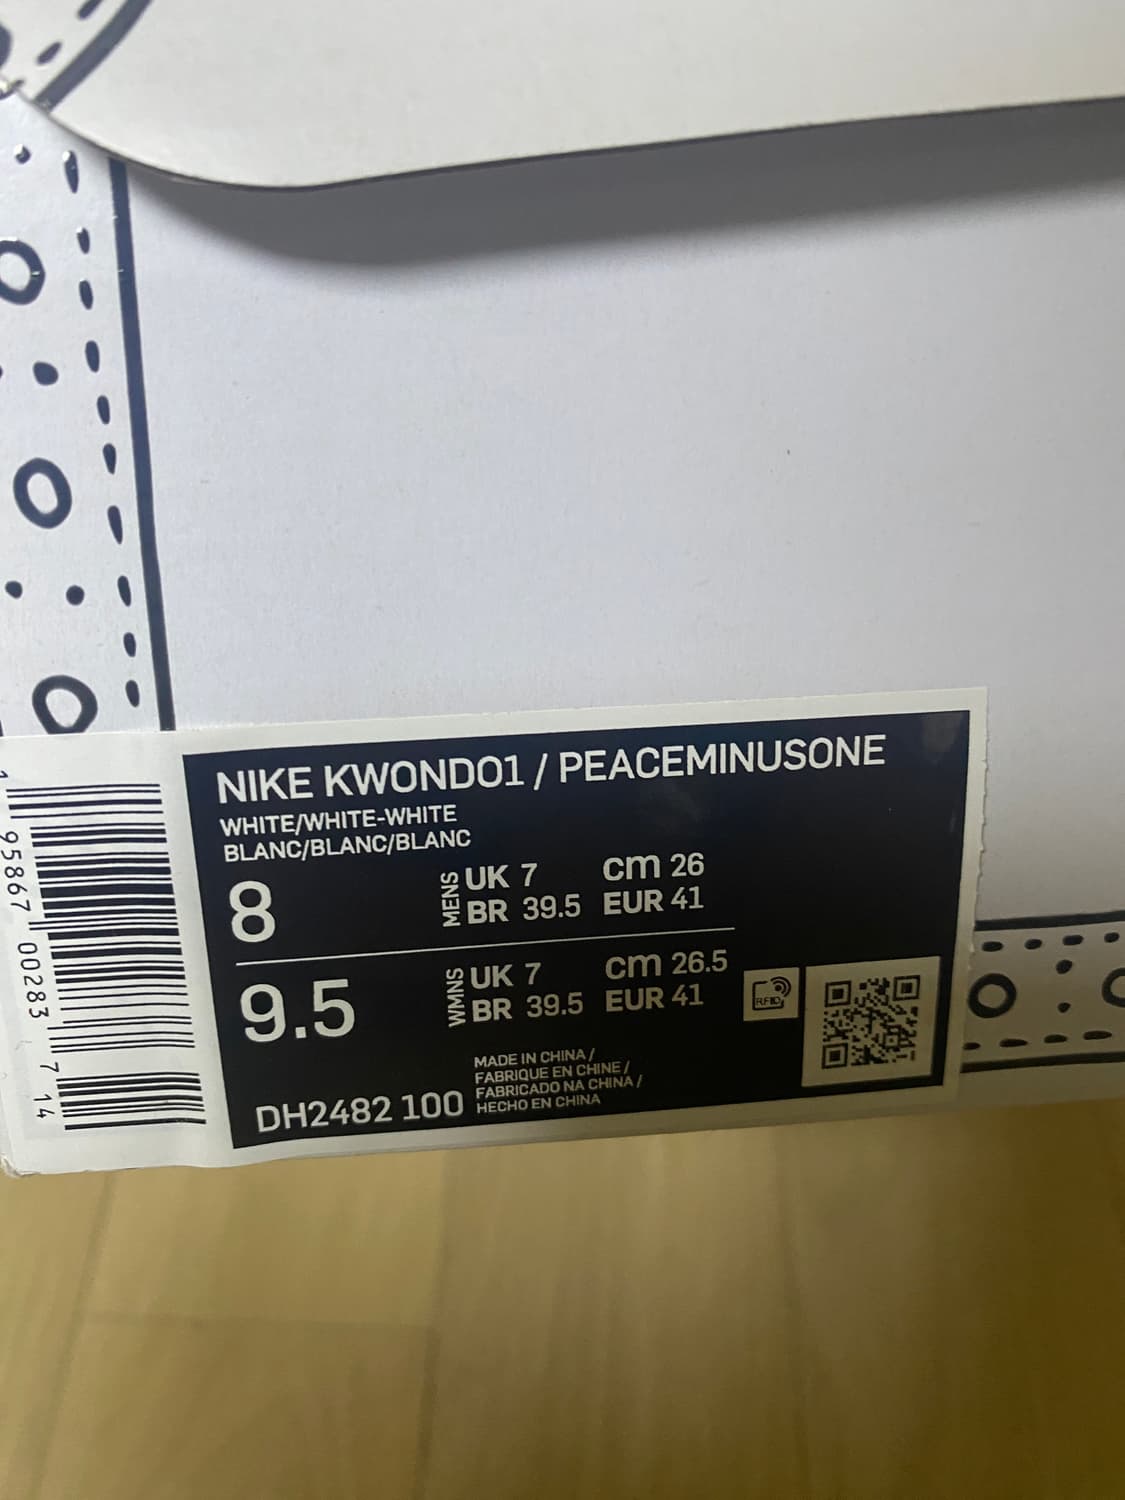 NIKE KWONDO1 / PEACEMINUSONE
WHITE/WHITE-WHITE
BLANC/BLANC/BLANC
8
MENS
UK 7 cm 26
BR 39.5 EUR 41
9.5
WMNS
UK 7 cm 26.5
BR 39.5 EUR 41
RFID
MADE IN CHINA /
FABRIQUE EN CHINE /
FABRICADO NA CHINA /
HECHO EN CHINA
DH2482 100
1 95867 00283 7 14